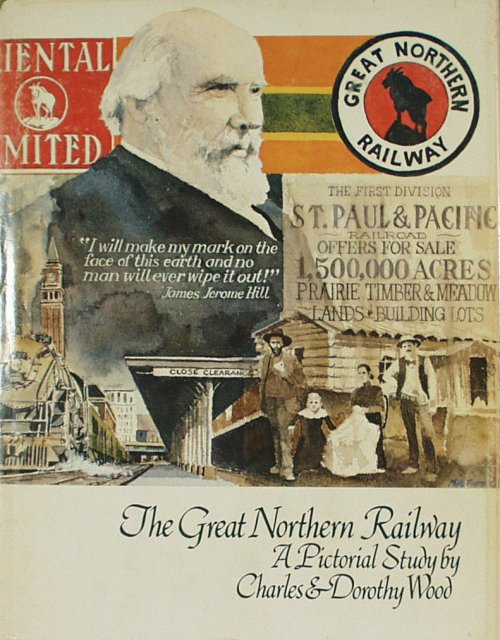 IENTAL
MITED
GREAT NORTHERN
RAILWAY
"I will make my mark on the
face of this earth and no
man will ever wipe it out!"
James Jerome Hill
THE FIRST DIVISION
ST. PAUL & PACIFIC
RAILROAD
OFFERS FOR SALE
1,500,000 ACRES
PRAIRIE TIMBER & MEADOW
LANDS · BUILDING LOTS
CLOSE CLEARANCE
The Great Northern Railway
A Pictorial Study by
Charles & Dorothy Wood